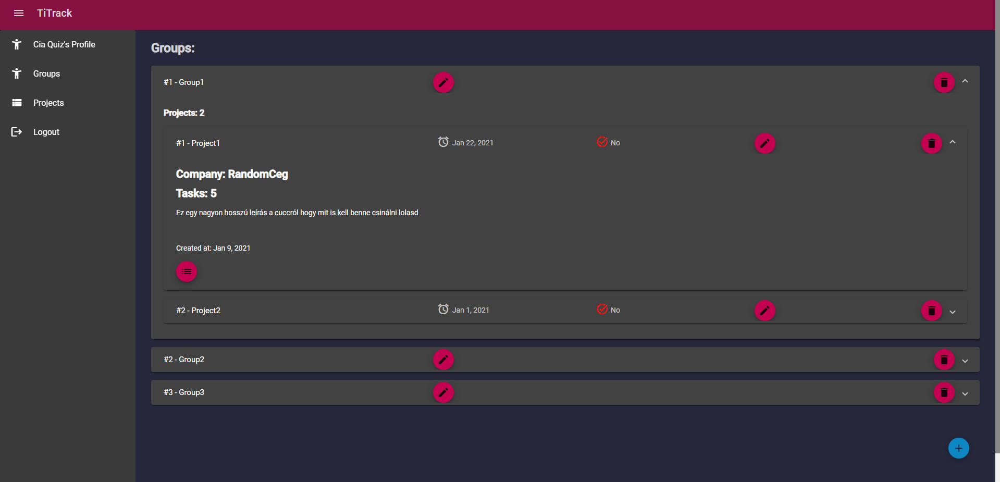 TiTrack
Cia Quiz's Profile
Groups
Projects
Logout
Groups:
#1 - Group1
Projects: 2
#1 - Project1 Jan 22, 2021 No
Company: RandomCeg
Tasks: 5
Ez egy nagyon hosszú leírás a cuccról hogy mit is kell benne csinálni lolasd
Created at: Jan 9, 2021
#2 - Project2 Jan 1, 2021 No
#2 - Group2
#3 - Group3